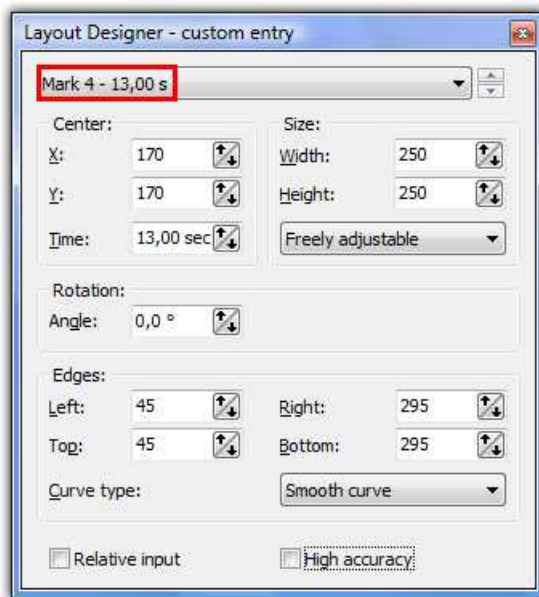 Layout Designer - custom entry
Mark 4 - 13,00 s
Center: Size:
X: 170 Width: 250
Y: 170 Height: 250
Time: 13,00 sec Freely adjustable
Rotation:
Angle: 0,0 °
Edges:
Left: 45 Right: 295
Top: 45 Bottom: 295
Curve type: Smooth curve
Relative input High accuracy